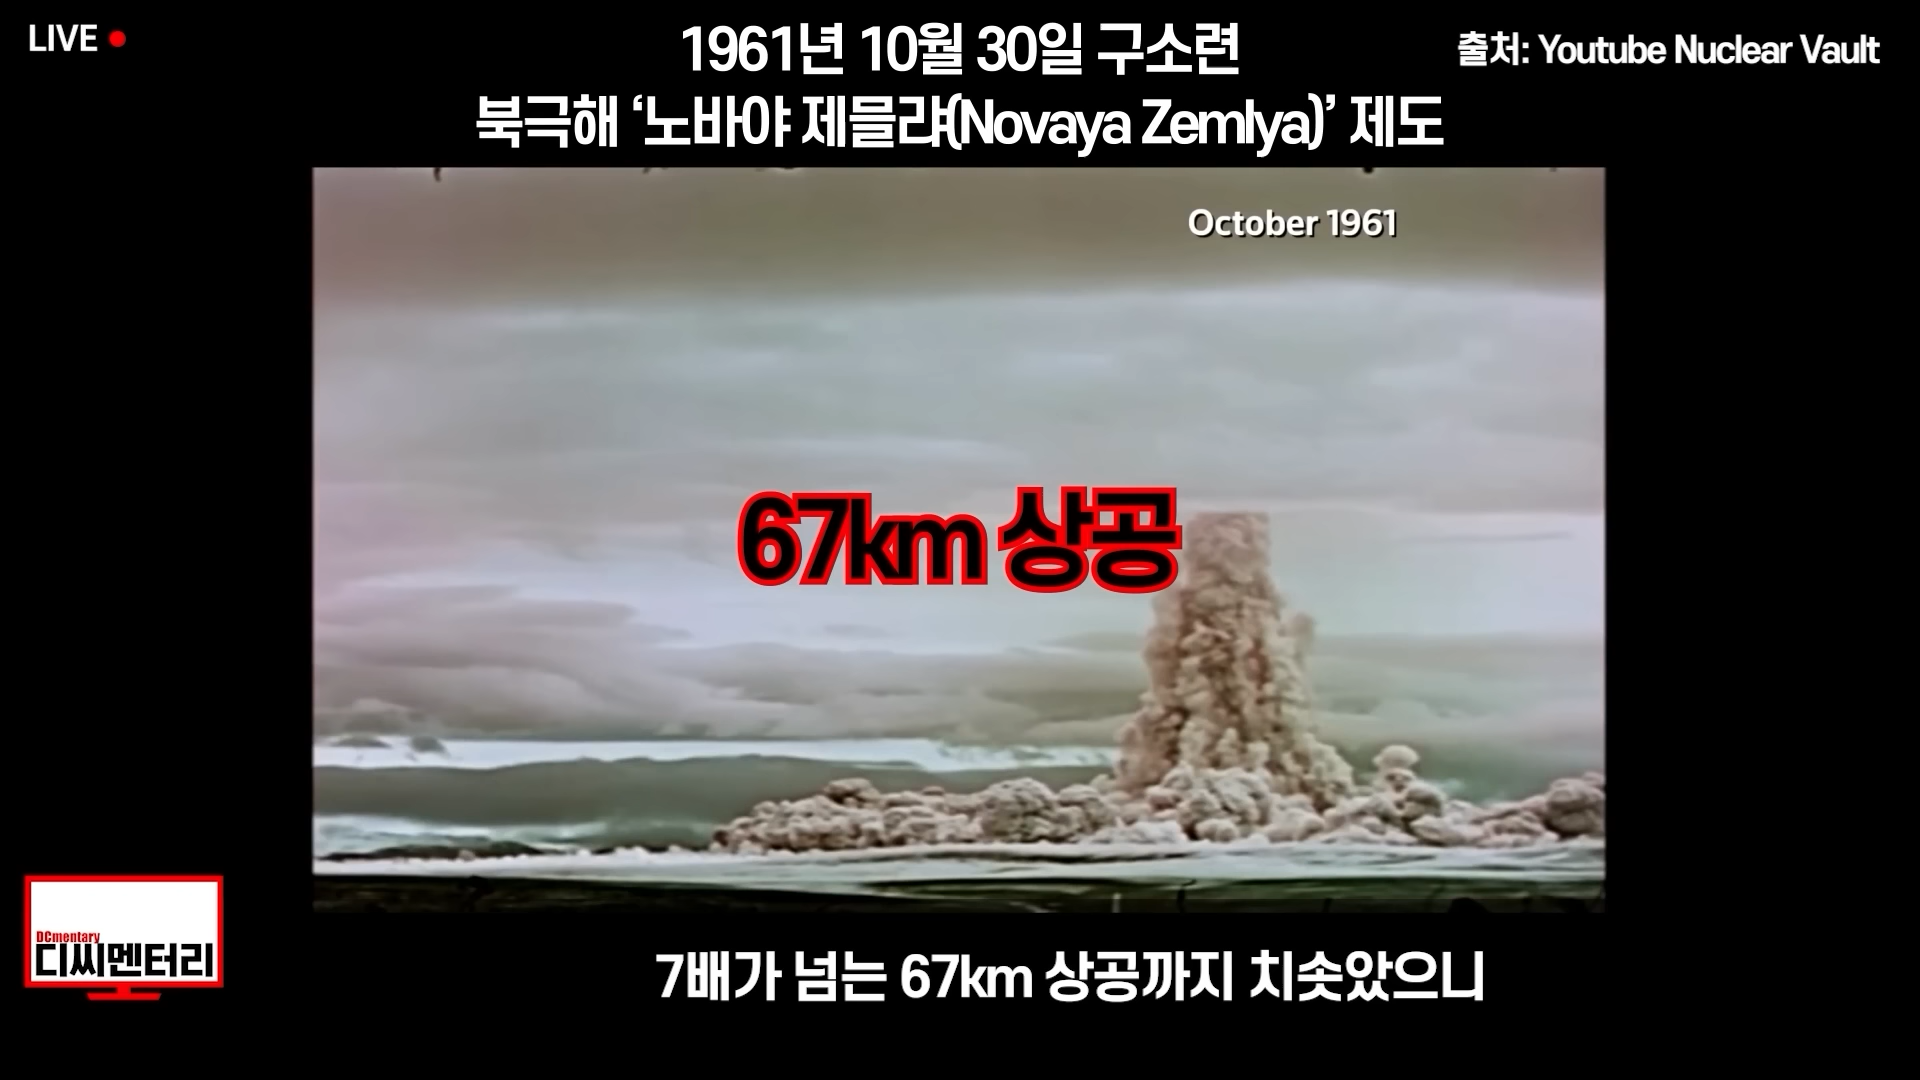 LIVE
1961년 10월 30일 구소련
북극해 ‘노바야 제믈랴(Novaya Zemlya)’ 제도
출처: Youtube Nuclear Vault
October 1961
67km 상공
DCmentary
디씨멘터리
7배가 넘는 67km 상공까지 치솟았으니